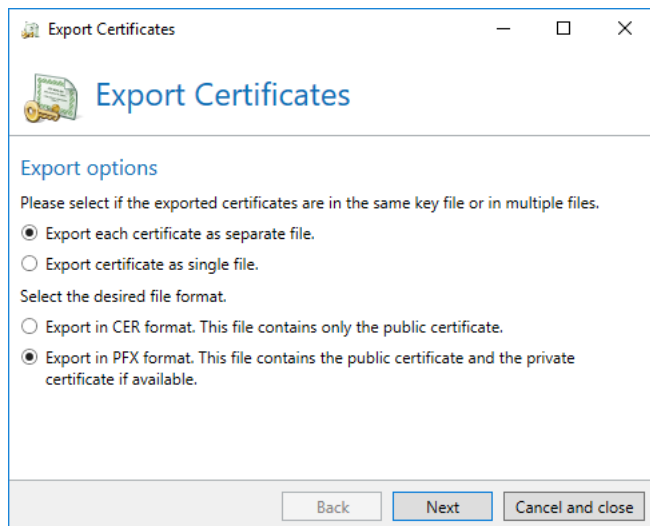 Export Certificates
Export Certificates
Export options
Please select if the exported certificates are in the same key file or in multiple files.
Export each certificate as separate file.
Export certificate as single file.
Select the desired file format.
Export in CER format. This file contains only the public certificate.
Export in PFX format. This file contains the public certificate and the private
certificate if available.
Back
Next
Cancel and close